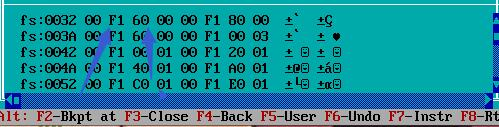 fs:0032 00 F1 60 00 00 F1 80 00 ±` ±Ç
fs:003A 00 F1 60 00 00 F1 00 03 ±` ± ♥
fs:0042 00 F1 00 01 00 F1 20 01 ± ☺ ± ☺
fs:004A 00 F1 40 01 00 F1 A0 01 ±@☺ ±á☺
fs:0052 00 F1 C0 01 00 F1 E0 01 ±└☺ ±α☺
Alt: F2-Bkpt at F3-Close F4-Back F5-User F6-Undo F7-Instr F8-Rt